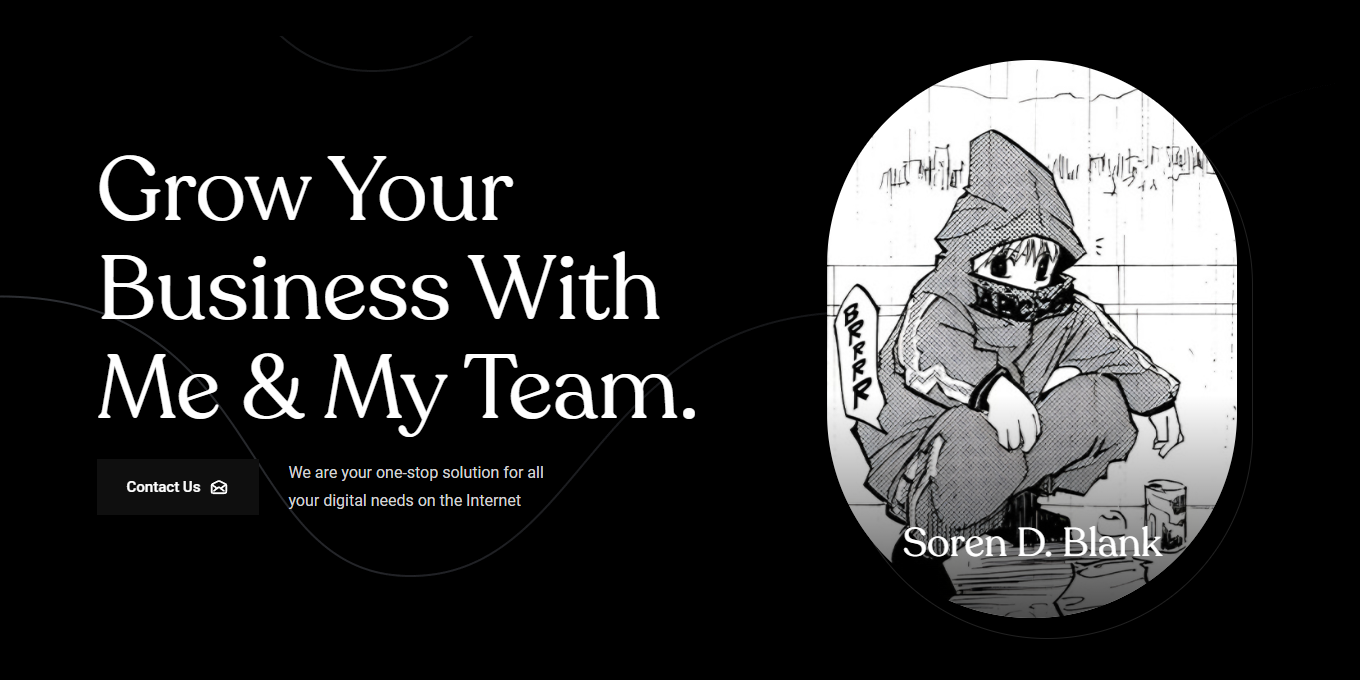 Grow Your
Business With
Me & My Team.
Contact Us
We are your one-stop solution for all
your digital needs on the Internet
BRRRRR
Soren D. Blank